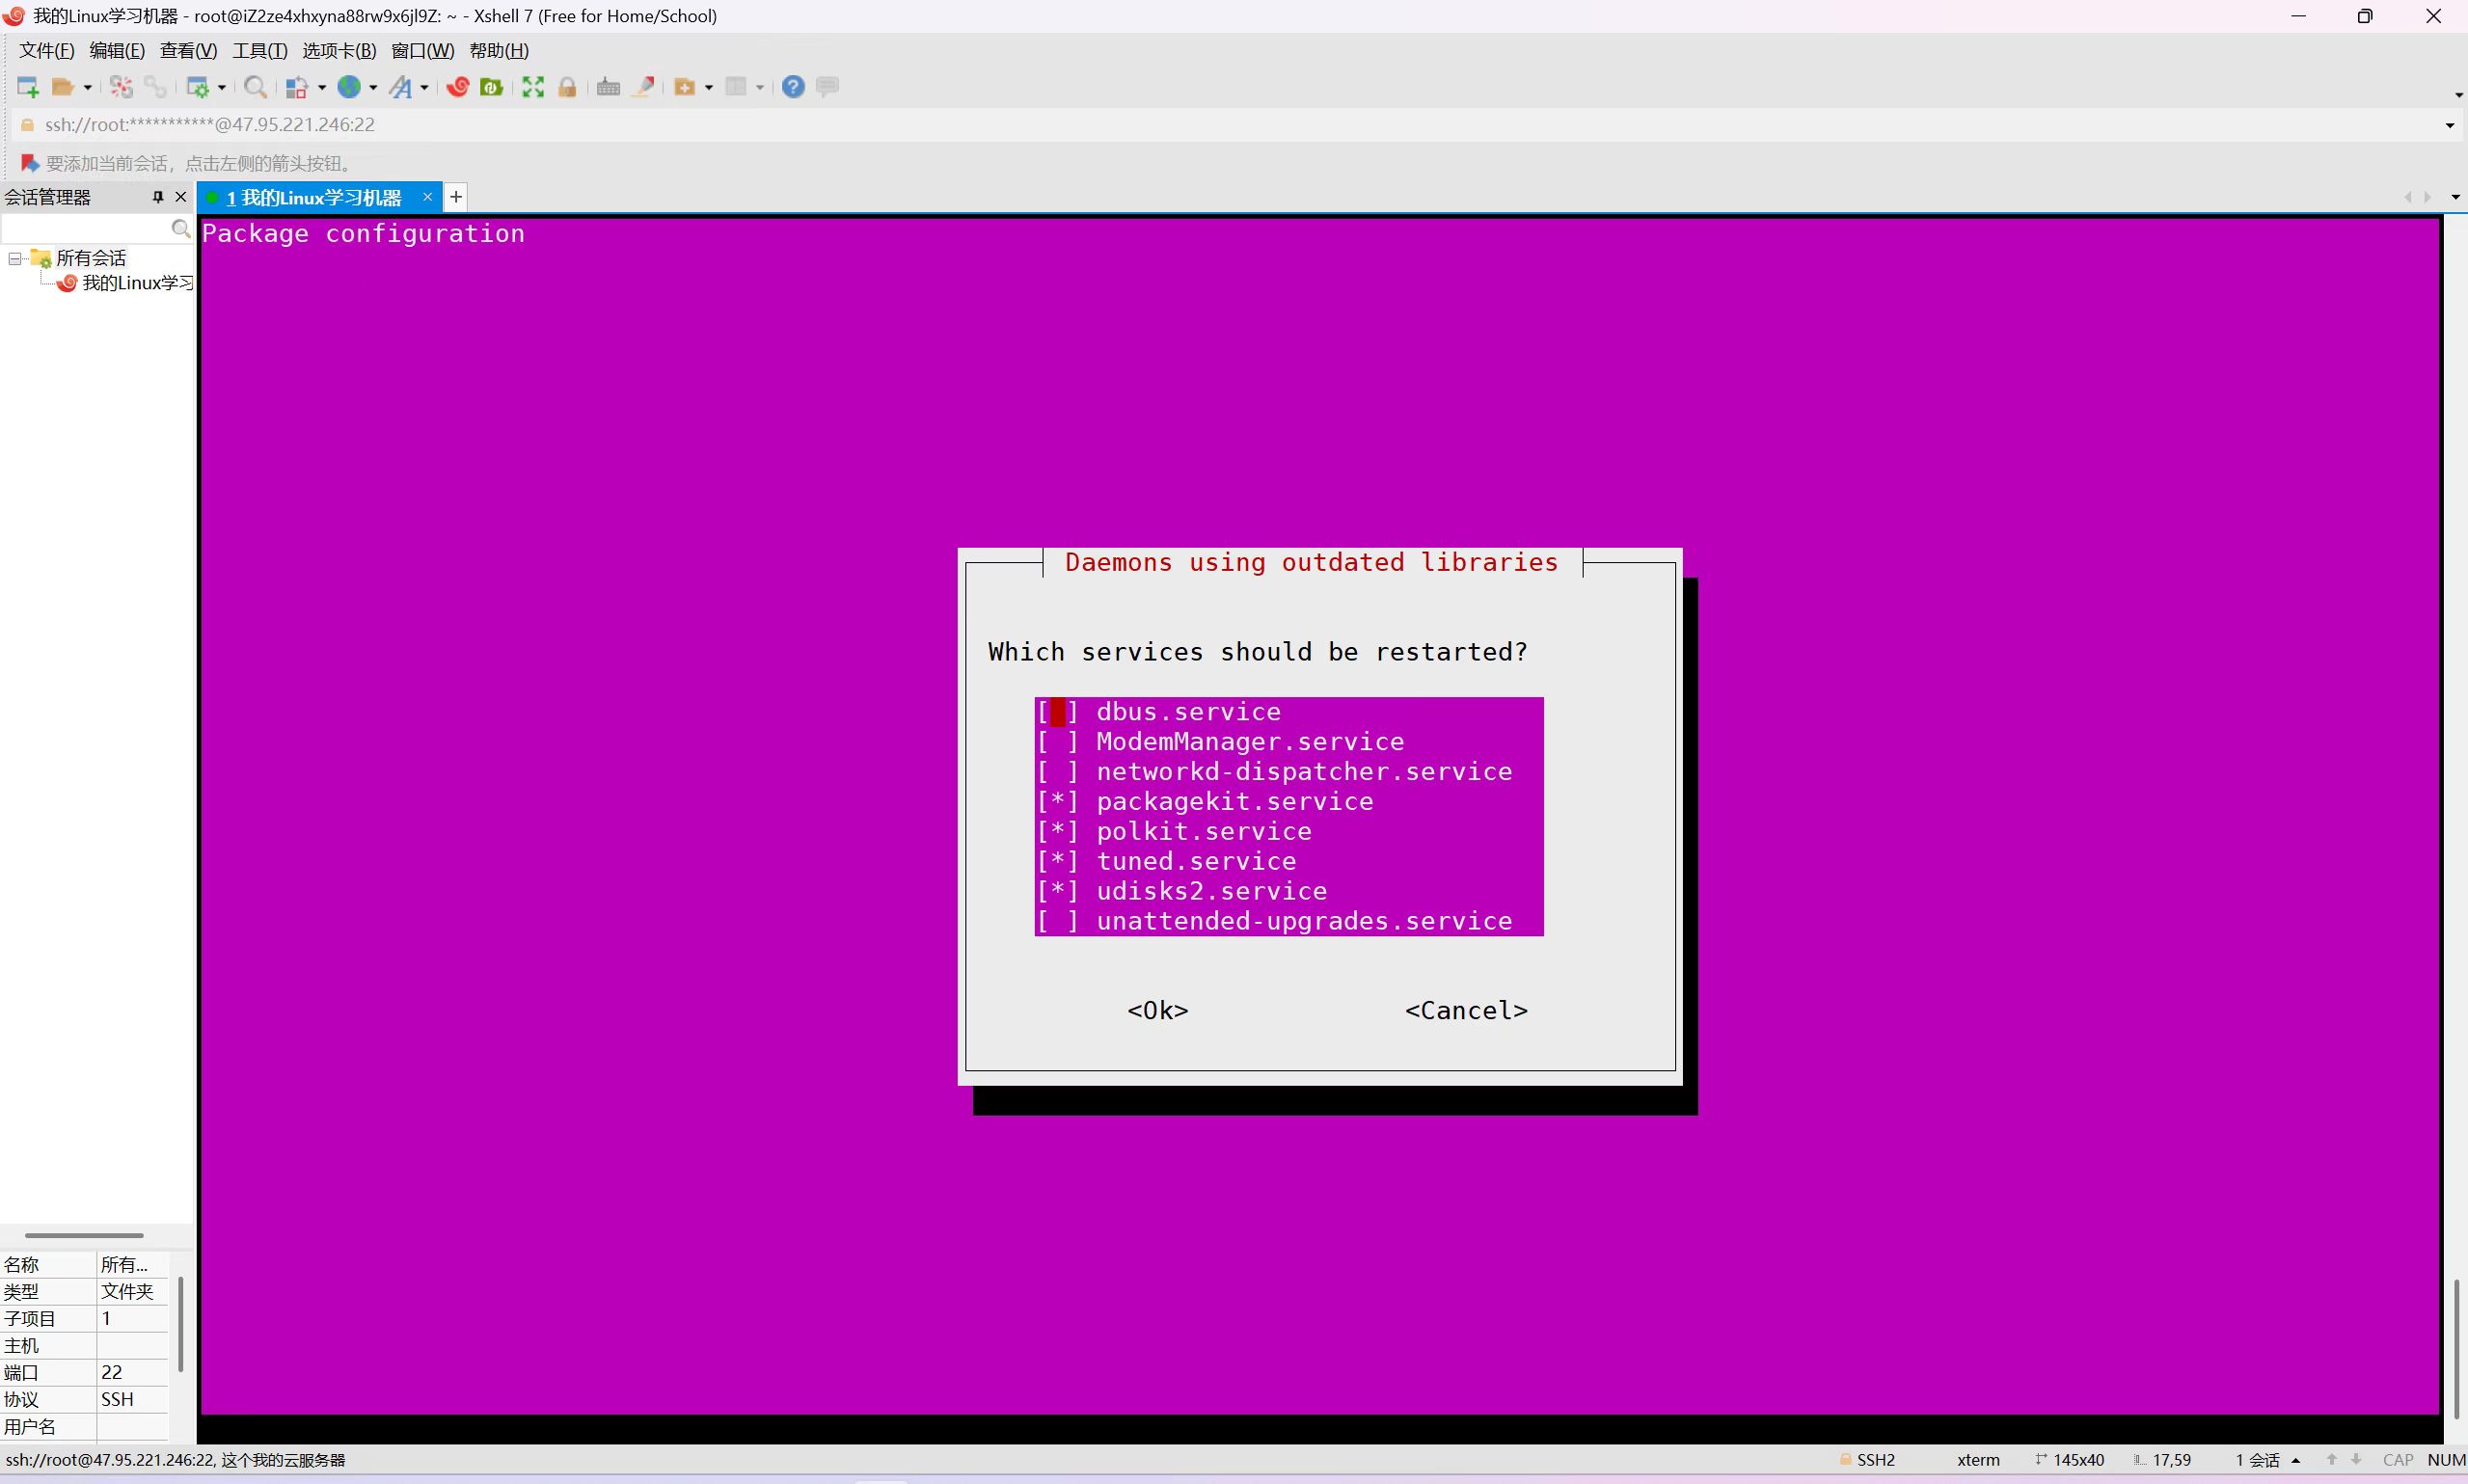 我的Linux学习机器 - root@iZ2ze4xhxyna88rw9x6jl9Z: ~ - Xshell 7 (Free for Home/School)
文件(F) 编辑(E) 查看(V) 工具(T) 选项卡(B) 窗口(W) 帮助(H)
ssh://root:***********@47.95.221.246:22
要添加当前会话，点击左侧的箭头按钮。
会话管理器
1 我的Linux学习机器
所有会话
我的Linux学习
Package configuration
Daemons using outdated libraries
Which services should be restarted?
[ ] dbus.service
[ ] ModemManager.service
[ ] networkd-dispatcher.service
[*] packagekit.service
[*] polkit.service
[*] tuned.service
[*] udisks2.service
[ ] unattended-upgrades.service
<Ok> <Cancel>
名称 所有...
类型 文件夹
子项目 1
主机
端口 22
协议 SSH
用户名
ssh://root@47.95.221.246:22, 这个我的云服务器 SSH2 xterm 145x40 17,59 1 会话 CAP NUM